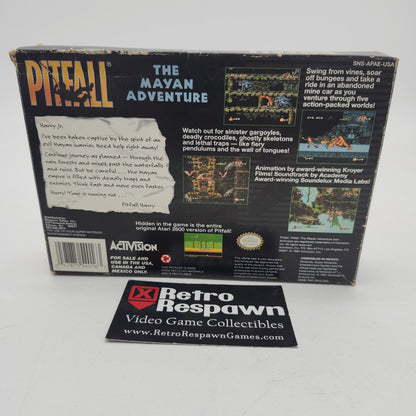 SNS-APAE-USA
PITFALL
THE
MAYAN
ADVENTURE
Swing from vines, soar
off bungees and take a
ride in an abandoned
mine car as you
venture through five
action-packed worlds!
Harry Jr.
I've been taken captive by the spirit of an
evil Mayan warrior. Need help right away!
Continue journey as planned — through the
rain forests and mines, past the waterfalls
and ruins. But be careful ... the Mayan
is filled with deadly traps and
enemies. Think fast and move even faster.
Harry! Time is running out ...
Pitfall Harry
Watch out for sinister gargoyles,
deadly crocodiles, ghostly skeletons
and lethal traps — like fiery
pendulums and the wall of tongues!
Animation by award-winning Kroyer
Films! Soundtrack by Academy
Award-winning Soundelux Media Labs!
Hidden in the game is the entire
original Atari 2600 version of Pitfall!
ACTIVISION
FOR SALE AND
USE IN THE USA,
CANADA AND
MEXICO ONLY.
ASSEMBLED IN MEXICO
Retro
Respawn
Video Game Collectibles
www.RetroRespawnGames.com